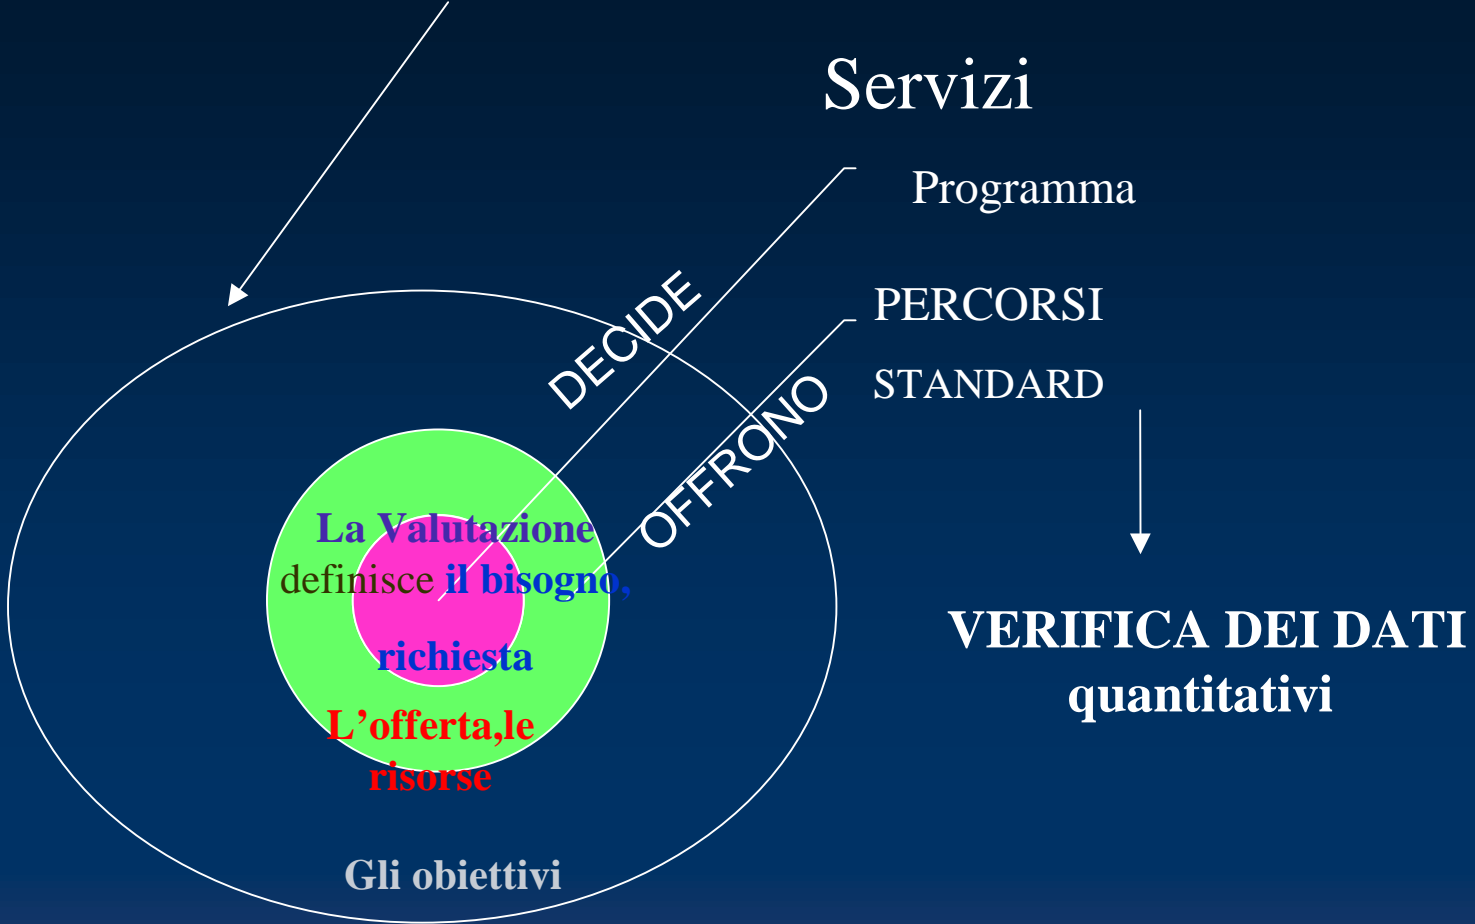 Servizi
Programma
DECIDE
PERCORSI
STANDARD
OFFRONO
La Valutazione
definisce il bisogno,
richiesta
L’offerta,le
risorse
Gli obiettivi
VERIFICA DEI DATI
quantitativi